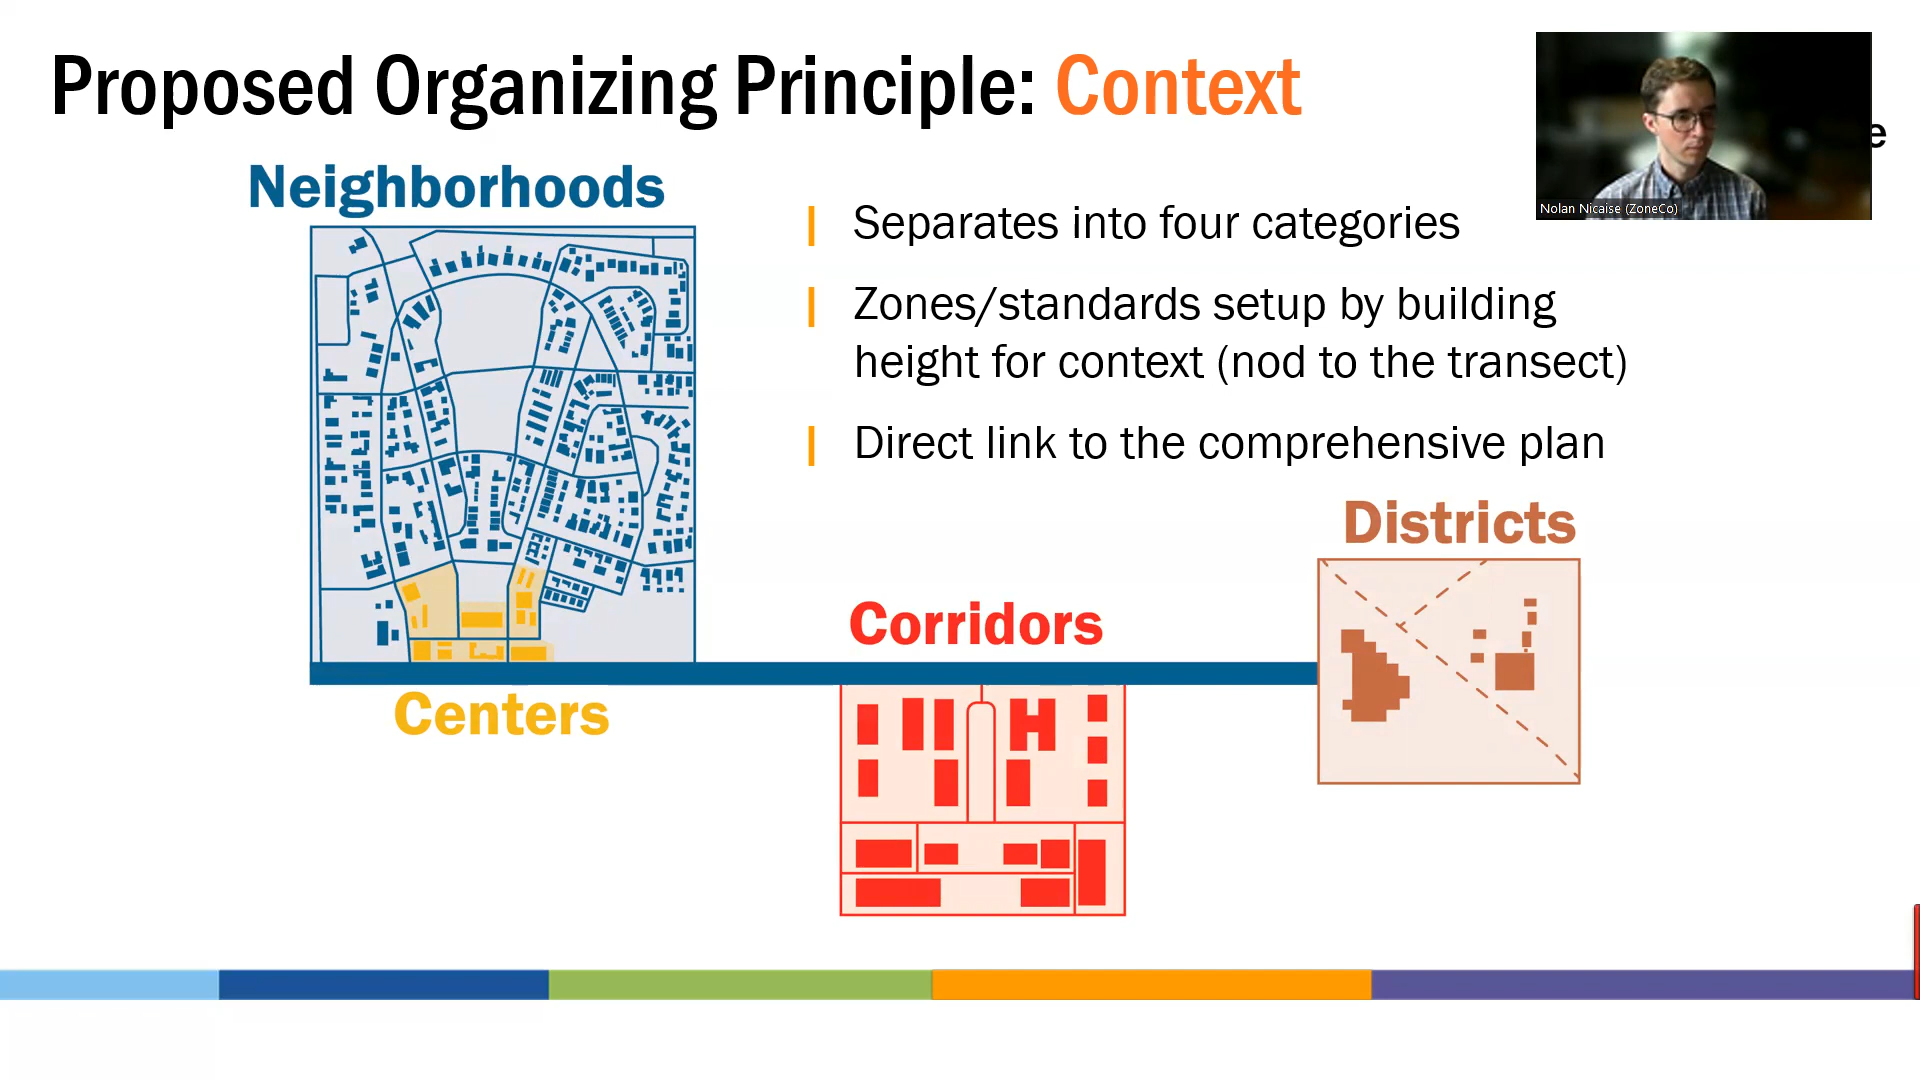 Proposed Organizing Principle: Context
Neighborhoods
Separates into four categories
Zones/standards setup by building
height for context (nod to the transect)
Direct link to the comprehensive plan
Districts
Corridors
Centers
Nolan Nicaise (ZoneCo)